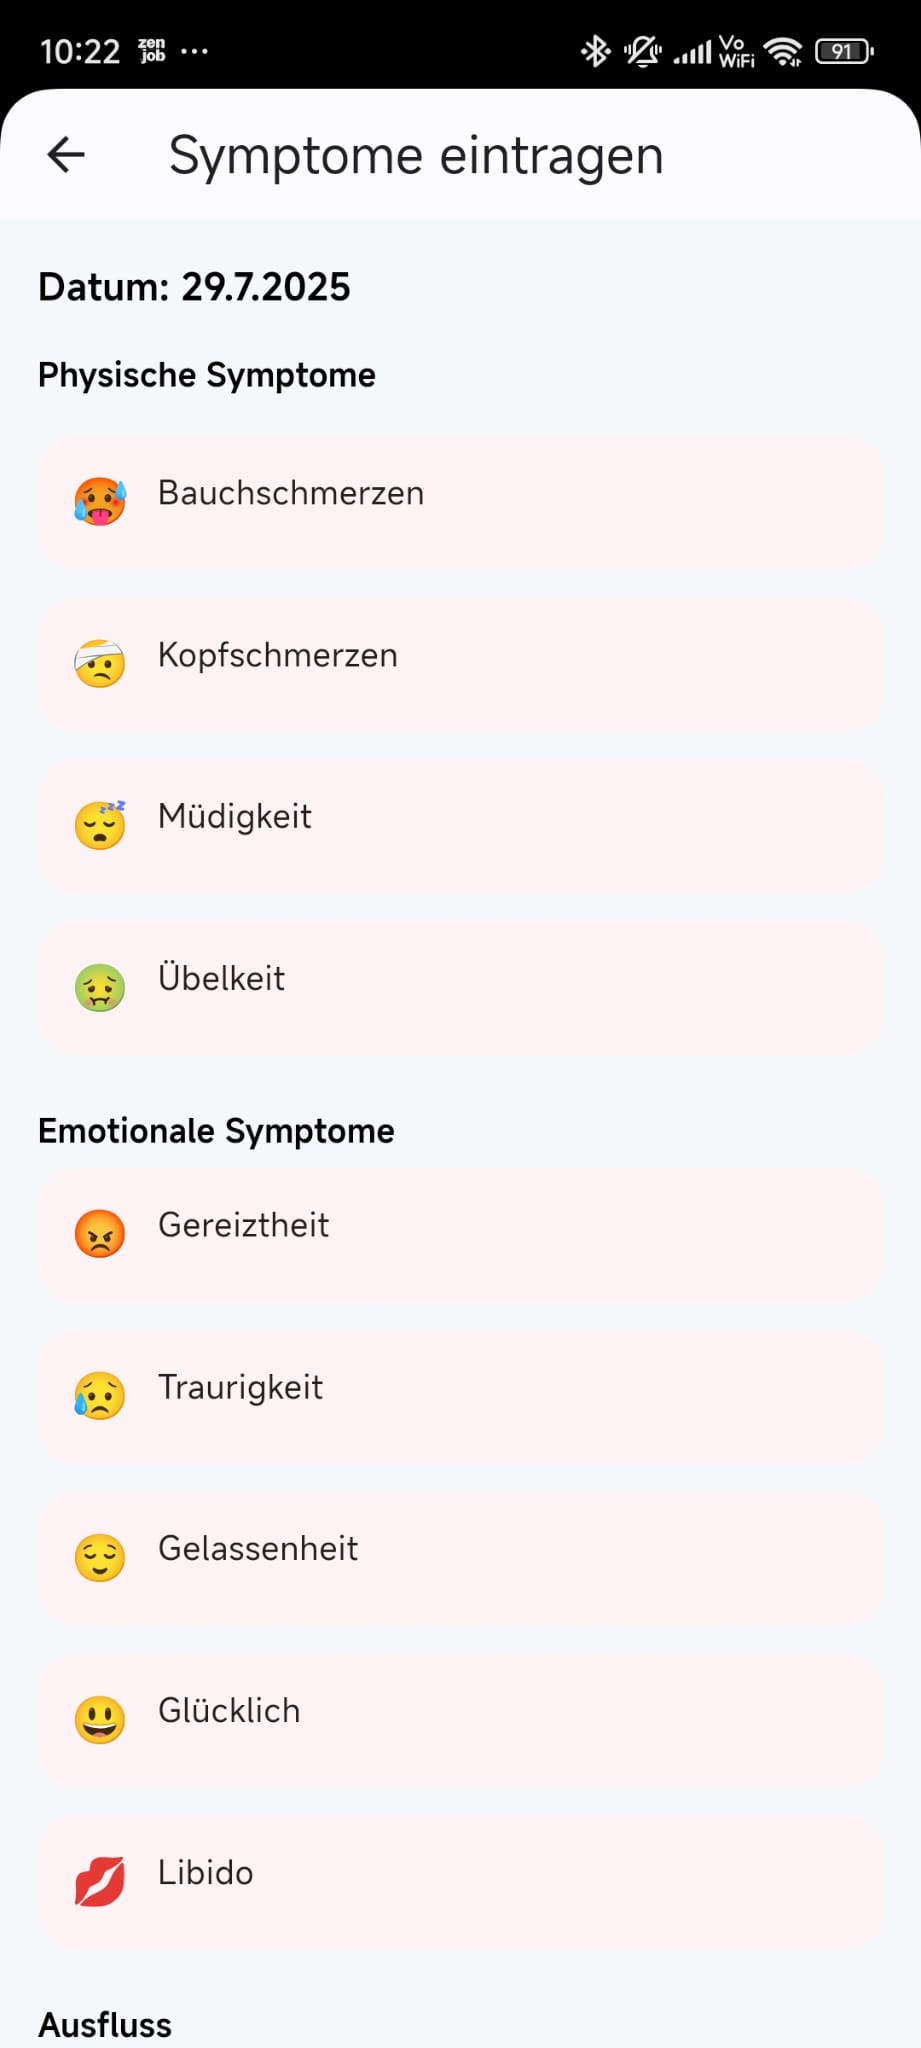 10:22 zen job ... Vo WiFi 91
Symptome eintragen
Datum: 29.7.2025
Physische Symptome
Bauchschmerzen
Kopfschmerzen
Müdigkeit
Übelkeit
Emotionale Symptome
Gereiztheit
Traurigkeit
Gelassenheit
Glücklich
Libido
Ausfluss